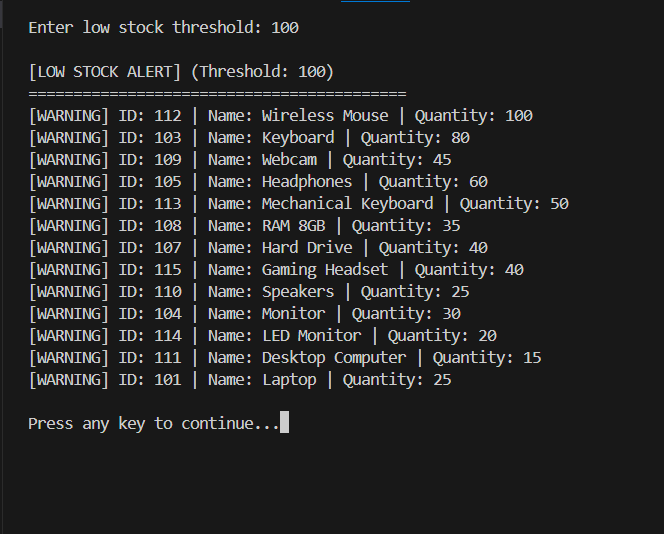 Enter low stock threshold: 100
[LOW STOCK ALERT] (Threshold: 100)
==========================================
[WARNING] ID: 112 | Name: Wireless Mouse | Quantity: 100
[WARNING] ID: 103 | Name: Keyboard | Quantity: 80
[WARNING] ID: 109 | Name: Webcam | Quantity: 45
[WARNING] ID: 105 | Name: Headphones | Quantity: 60
[WARNING] ID: 113 | Name: Mechanical Keyboard | Quantity: 50
[WARNING] ID: 108 | Name: RAM 8GB | Quantity: 35
[WARNING] ID: 107 | Name: Hard Drive | Quantity: 40
[WARNING] ID: 115 | Name: Gaming Headset | Quantity: 40
[WARNING] ID: 110 | Name: Speakers | Quantity: 25
[WARNING] ID: 104 | Name: Monitor | Quantity: 30
[WARNING] ID: 114 | Name: LED Monitor | Quantity: 20
[WARNING] ID: 111 | Name: Desktop Computer | Quantity: 15
[WARNING] ID: 101 | Name: Laptop | Quantity: 25
Press any key to continue...